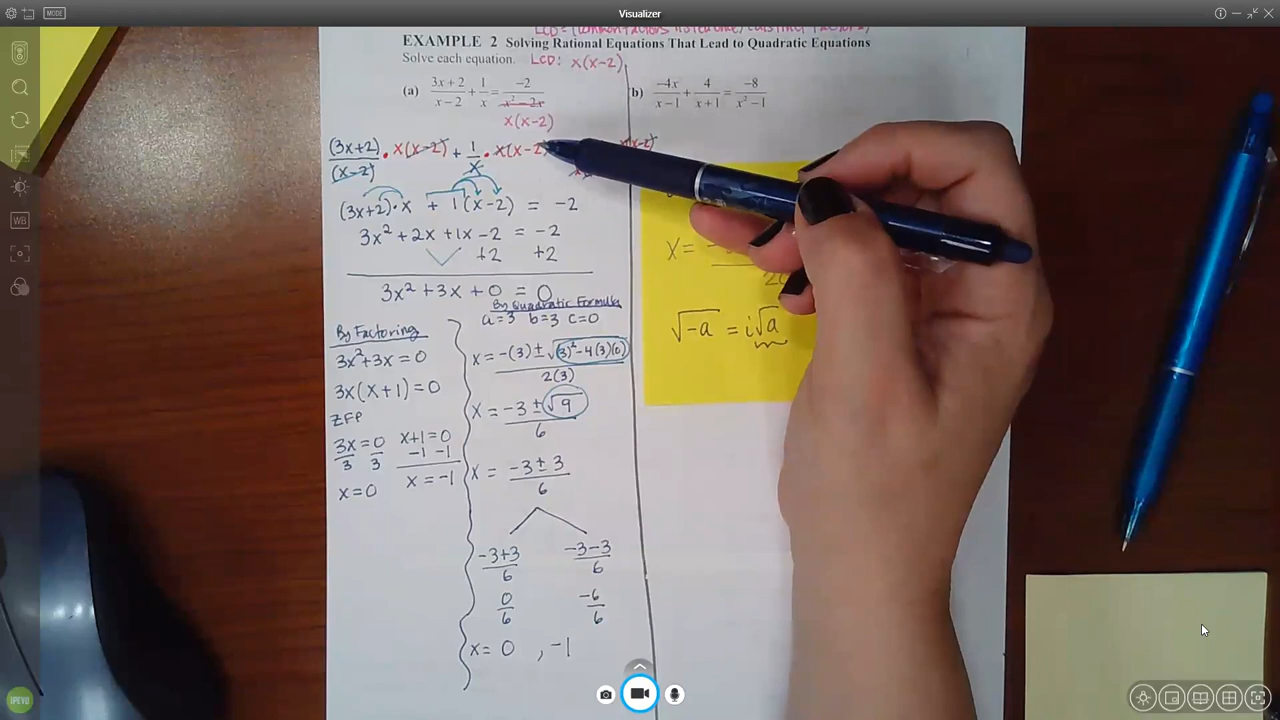 MODE
Visualizer
EXAMPLE 2 Solving Rational Equations That Lead to Quadratic Equations
Solve each equation. LCD: x(x-2)
(a) (3x+2)/(x-2) + 1/x = -2/(x²-2x)
x(x-2)
(3x+2)/(x-2) • x(x-2) + 1/x • x(x-2)
(3x+2)•x + 1(x-2) = -2
3x² + 2x + 1x - 2 = -2
+2 +2
3x² + 3x + 0 = 0
By Factoring
3x²+3x=0
3x(x+1)=0
ZFP
3x/3=0/3 x+1=0
-1 -1
x=0 x=-1
By Quadratic Formula
a=3 b=3 c=0
x = (-(3) ± √((3)²-4(3)(0)))/(2(3))
x = (-3 ± √9)/6
x = (-3 ± 3)/6
(-3+3)/6 (-3-3)/6
0/6 -6/6
x = 0 , -1
b) -4x/(x-1) + 4/(x+1) = -8/(x²-1)
x =
√-a = i√a
WB
IPEVO